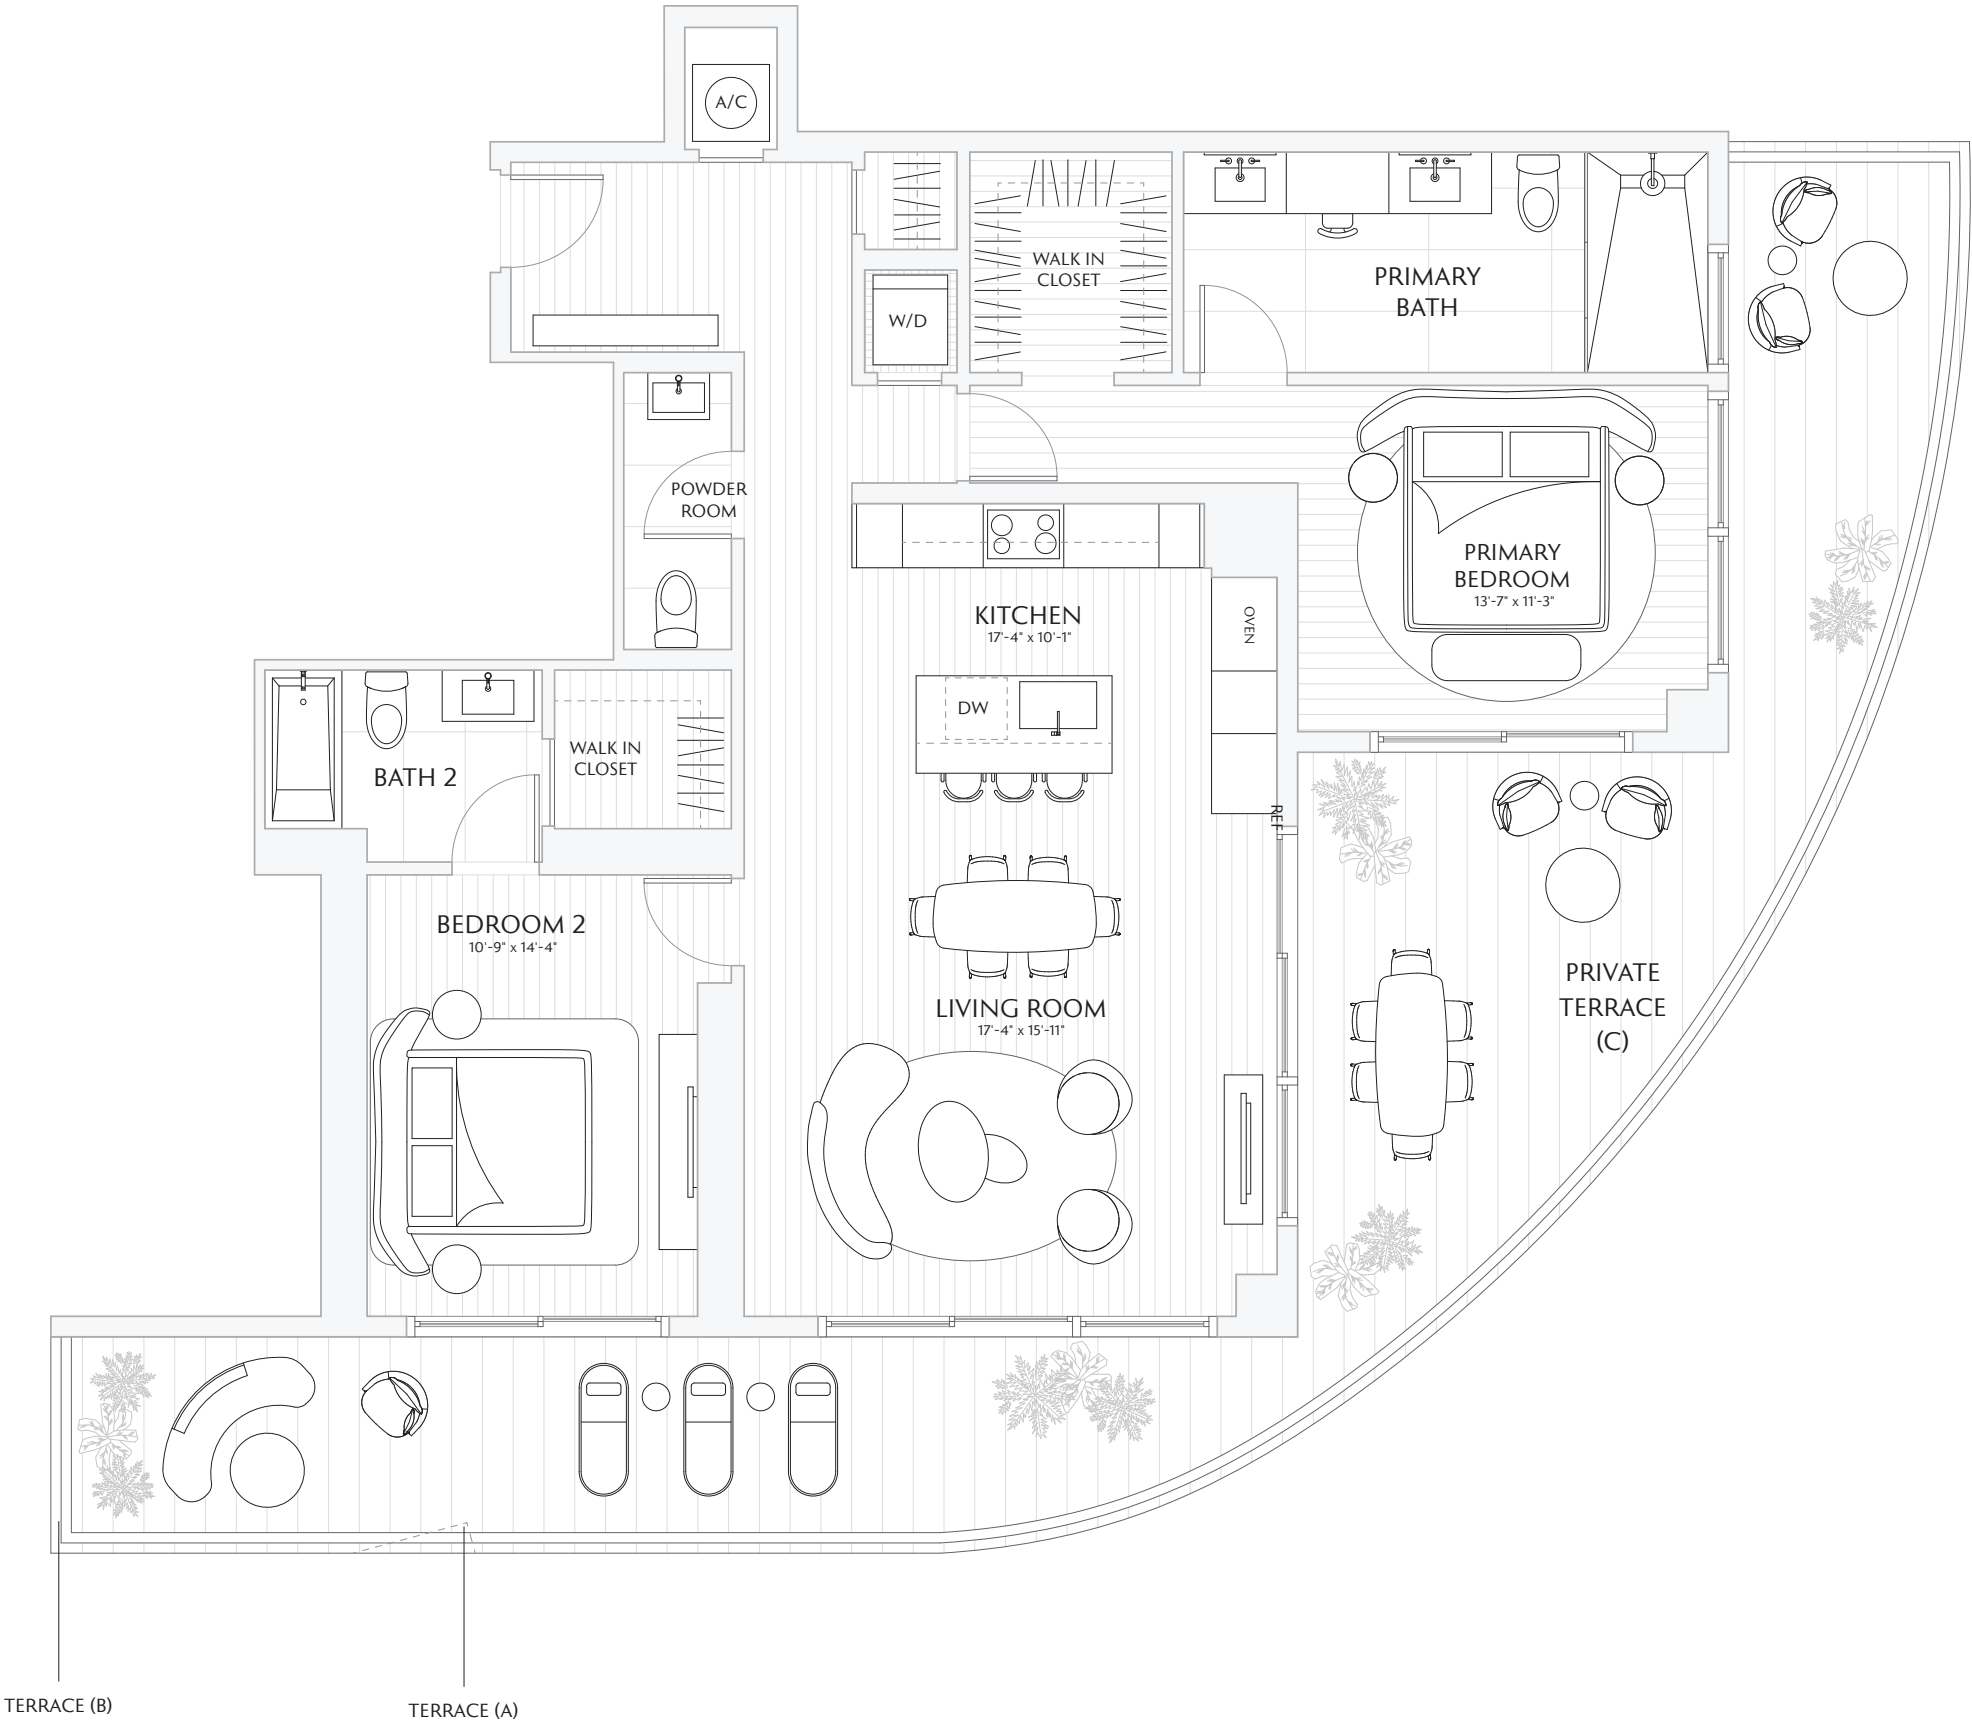 A/C
WALK IN
CLOSET
W/D
PRIMARY
BATH
POWDER
ROOM
PRIMARY
BEDROOM
13'-7" x 11'-3"
KITCHEN
17'-4" x 10'-1"
OVEN
DW
REF
WALK IN
CLOSET
BATH 2
BEDROOM 2
10'-9" x 14'-4"
LIVING ROOM
17'-4" x 15'-11"
PRIVATE
TERRACE
(C)
TERRACE (B)
TERRACE (A)